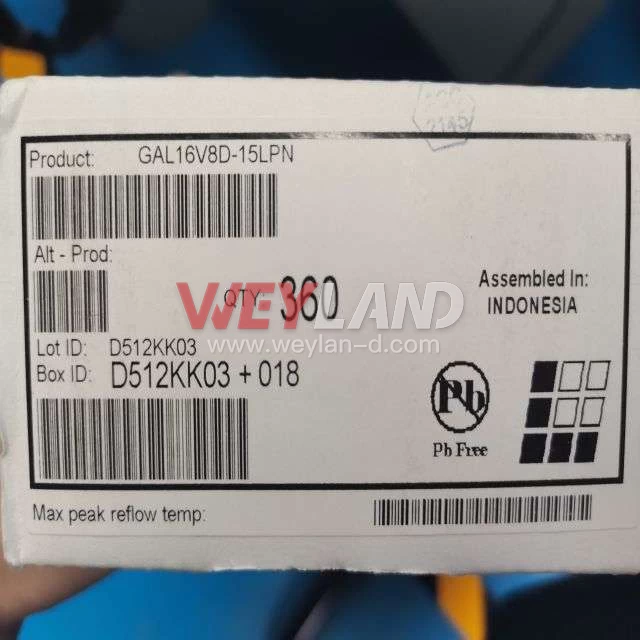 Product: GAL16V8D-15LPN
Alt - Prod:
WEYLAND
QTY: 360
Assembled In:
INDONESIA
www.weylan-d.com
Lot ID: D512KK03
Box ID: D512KK03 + 018
Pb
Pb Free
Max peak reflow temp: